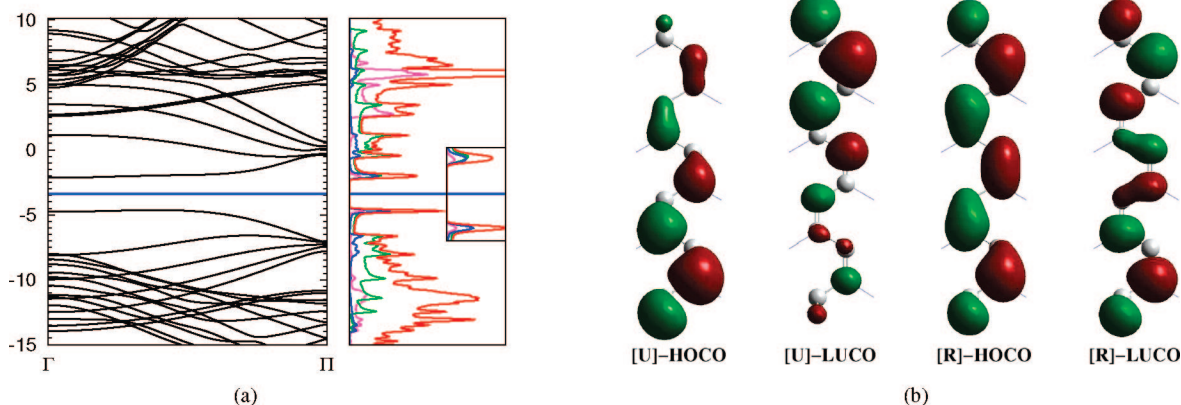 10
5
0
-5
-10
-15
Γ
Π
(a)
[U]–HOCO
[U]–LUCO
[R]–HOCO
[R]–LUCO
(b)